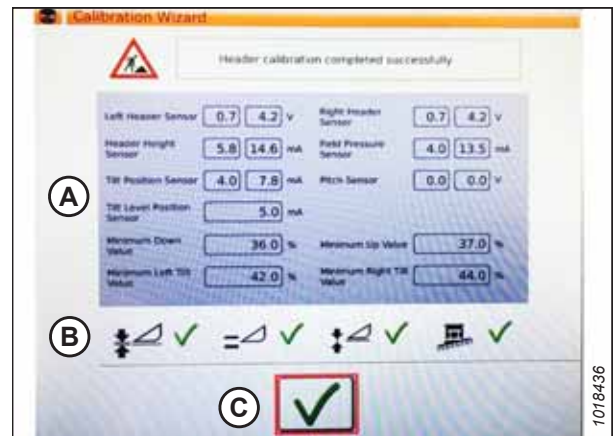 Calibration Wizard
Header calibration completed successfully
Left Header Sensor 0.7 4.2 V Right Header Sensor 0.7 4.2 V
Header Height Sensor 5.8 14.6 mA Field Pressure Sensor 4.0 13.5 mA
Tilt Position Sensor 4.0 7.8 mA Pitch Sensor 0.0 0.0 V
A
Tilt Level Position Sensor 5.0 mA
Minimum Down Value 36.0 % Minimum Up Value 37.0 %
Minimum Left Tilt Value 42.0 % Minimum Right Tilt Value 44.0 %
B
C
1018436